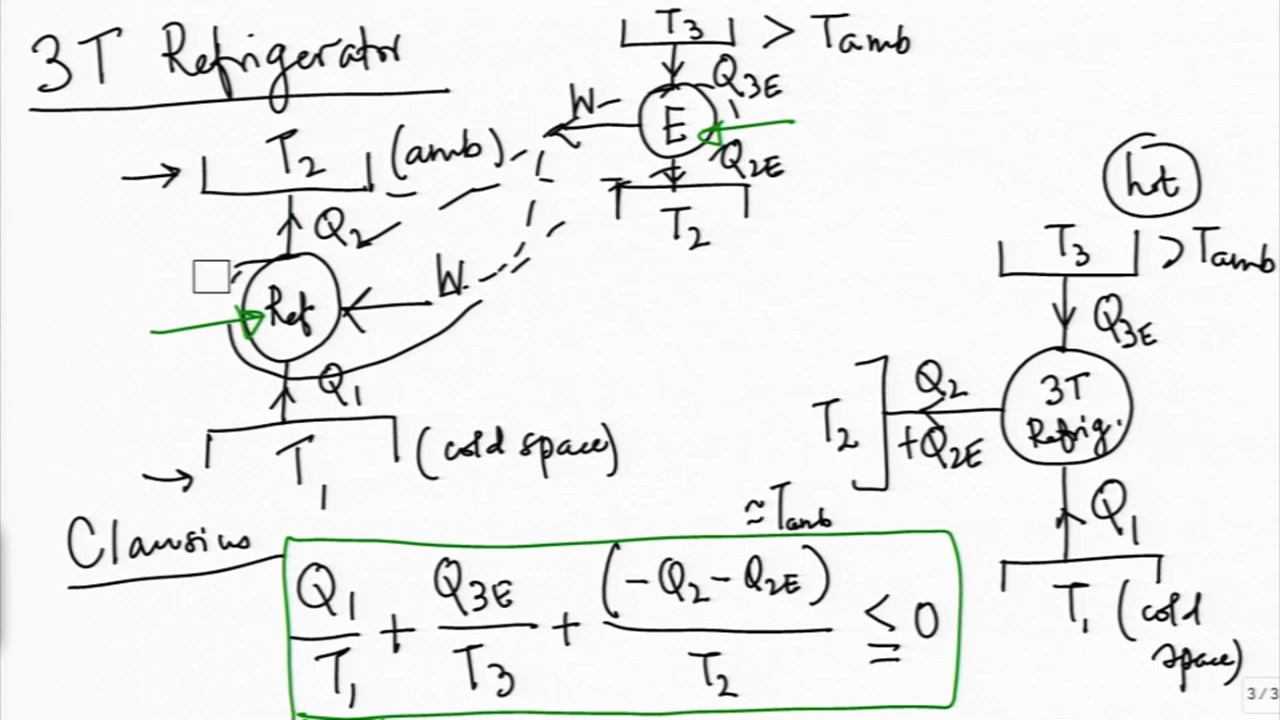 3T Refrigerator
T2 (amb)
Q2
Ref
W
Q1
T1 (cold space)
T3 > Tamb
Q3E
W
E
Q2E
T2
hot
T3 > Tamb
Q3E
3T
Refrig.
T2
Q2
+Q2E
Q1
T1 (cold
space)
≈Tamb
Clausius
Q1/T1 + Q3E/T3 + (-Q2-Q2E)/T2 ≤ 0
3/3